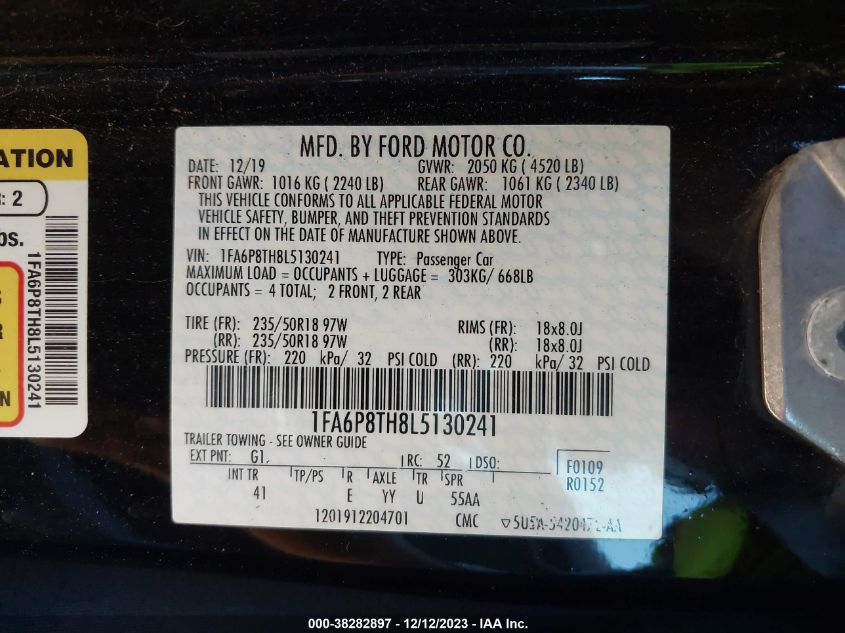 ATION
: 2
bs.
S
R
N
1FA6P8TH8L5130241
MFD. BY FORD MOTOR CO.
DATE: 12/19 GVWR: 2050 KG ( 4520 LB)
FRONT GAWR: 1016 KG ( 2240 LB) REAR GAWR: 1061 KG ( 2340 LB)
THIS VEHICLE CONFORMS TO ALL APPLICABLE FEDERAL MOTOR
VEHICLE SAFETY, BUMPER, AND THEFT PREVENTION STANDARDS
IN EFFECT ON THE DATE OF MANUFACTURE SHOWN ABOVE.
VIN: 1FA6P8TH8L5130241 TYPE: Passenger Car
MAXIMUM LOAD = OCCUPANTS + LUGGAGE = 303KG/ 668LB
OCCUPANTS = 4 TOTAL; 2 FRONT, 2 REAR
TIRE (FR): 235/50R18 97W RIMS (FR): 18x8.0J
(RR): 235/50R18 97W (RR): 18x8.0J
PRESSURE (FR): 220 kPa/ 32 PSI COLD (RR): 220 kPa/ 32 PSI COLD
1FA6P8TH8L5130241
TRAILER TOWING - SEE OWNER GUIDE
EXT PNT: G1. RC: 52 DSO: F0109
R0152
INT TR TP/PS R AXLE TR SPR
41 E YY U 55AA
1201912204701 CMC
000-38282897 - 12/12/2023 - IAA Inc.